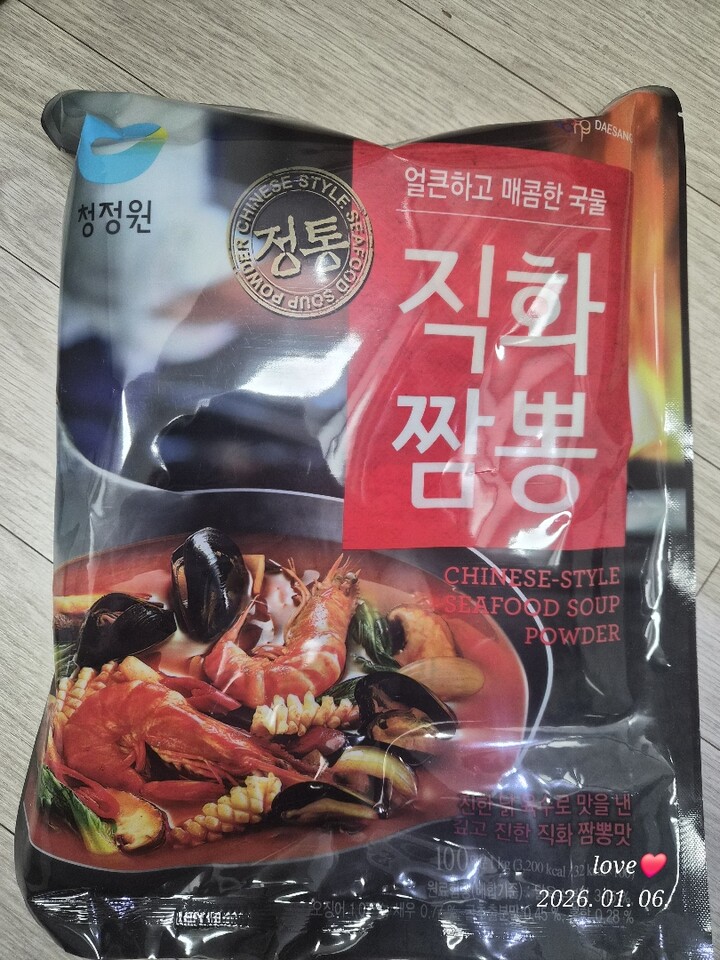 DAESANG
청정원
CHINESE STYLE SEAFOOD SOUP POWDER
정통
얼큰하고 매콤한 국물
직화
짬뽕
CHINESE-STYLE
SEAFOOD SOUP
POWDER
진한 닭 육수로 맛을 낸
깊고 진한 직화 짬뽕맛
love❤️
2026. 01. 06